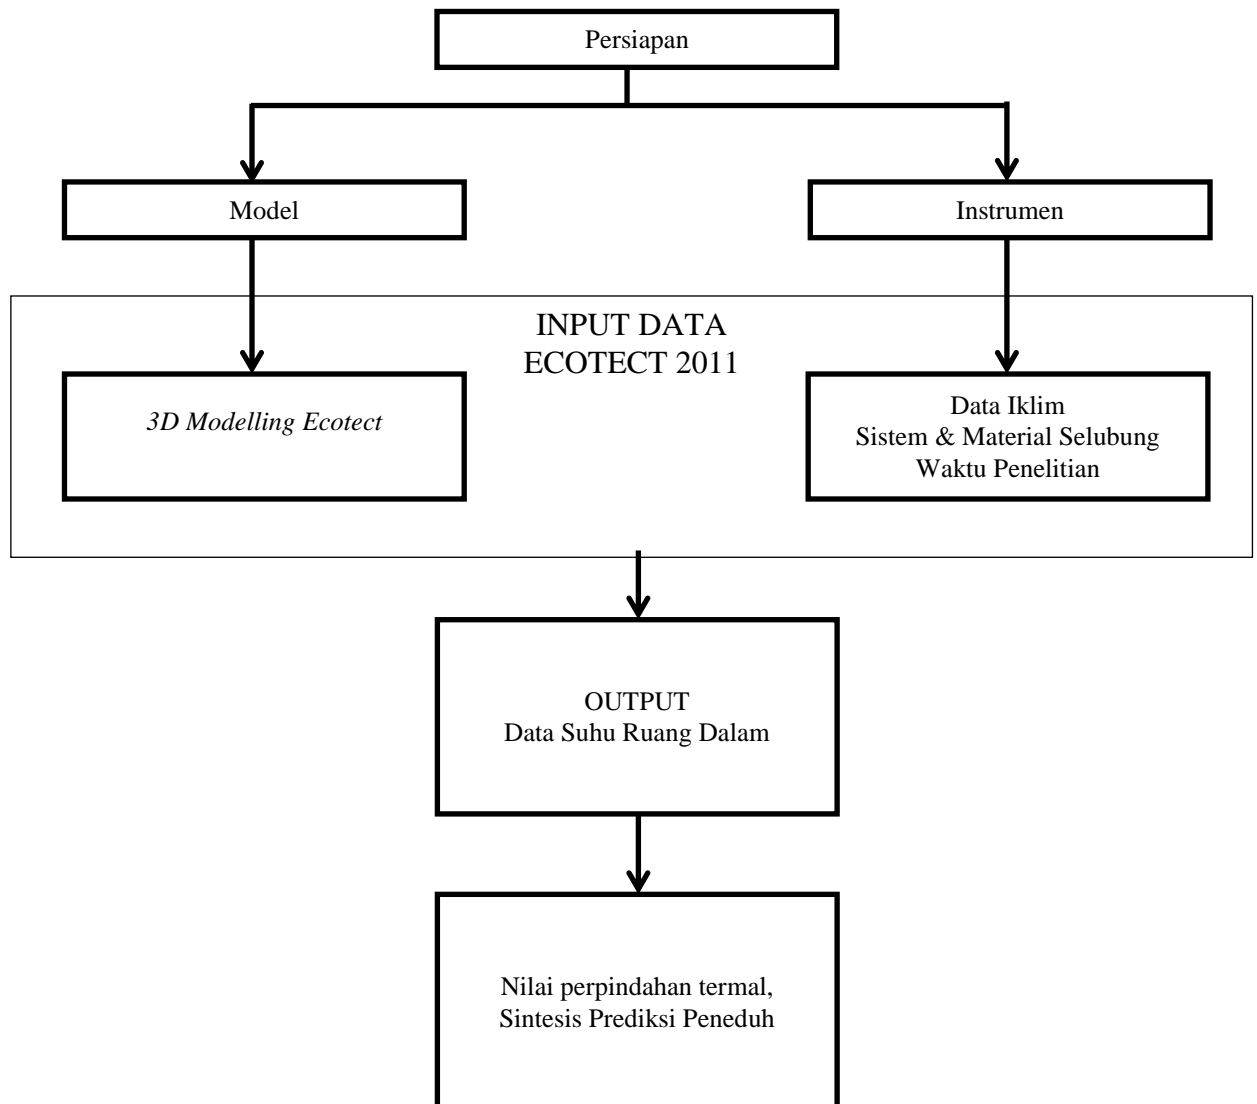 Persiapan
Model
Instrumen
INPUT DATA
ECOTECT 2011
3D Modelling Ecotect
Data Iklim
Sistem & Material Selubung
Waktu Penelitian
OUTPUT
Data Suhu Ruang Dalam
Nilai perpindahan termal,
Sintesis Prediksi Peneduh